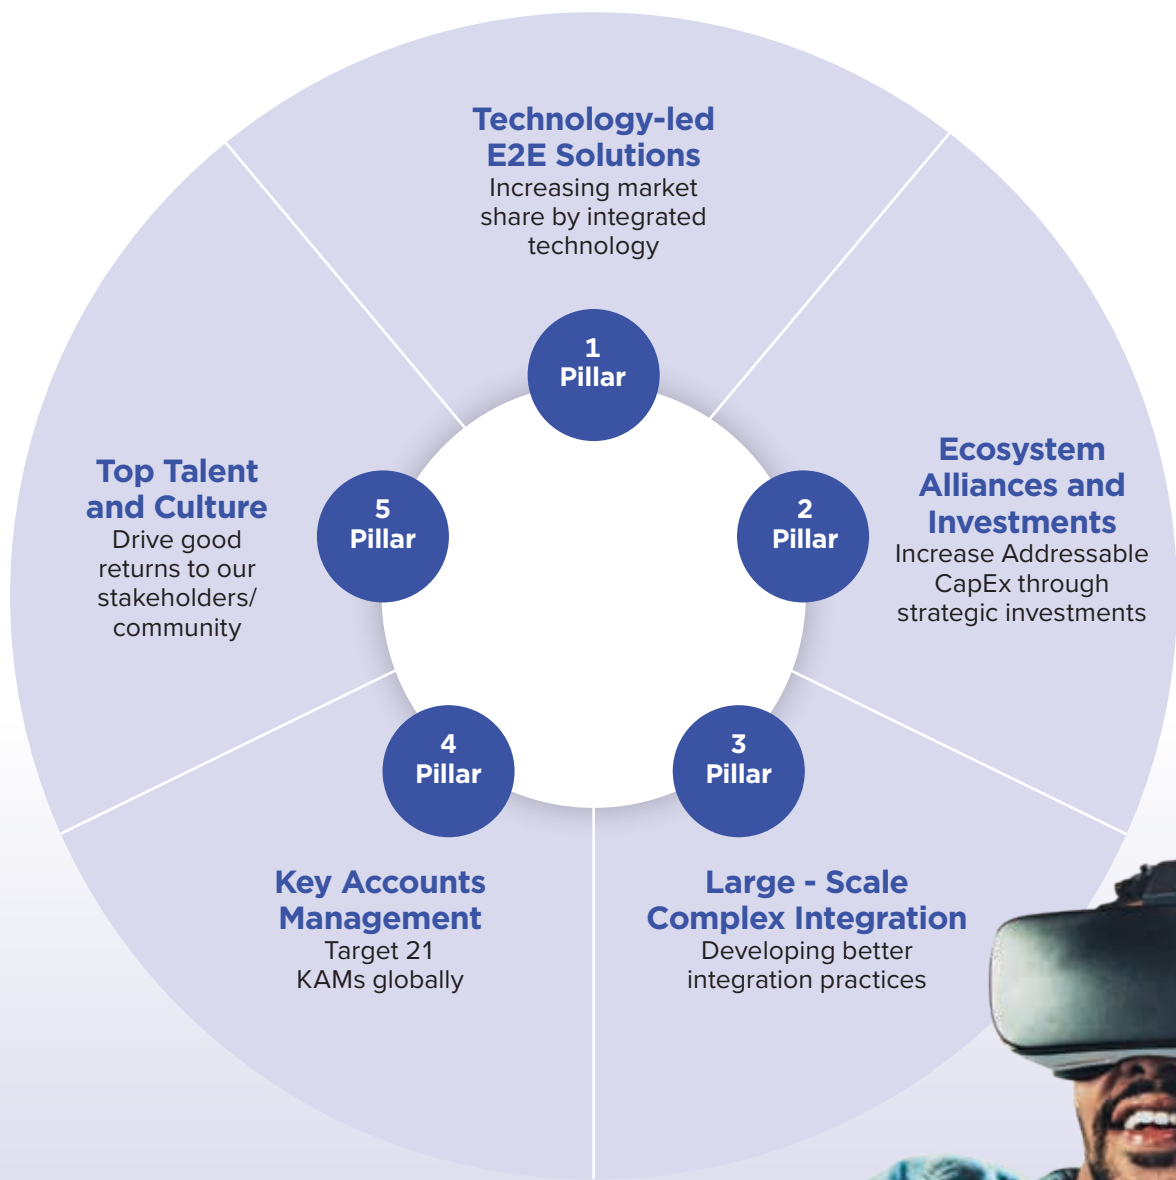 Technology-led
E2E Solutions
Increasing market
share by integrated
technology
1
Pillar
Ecosystem
Alliances and
Investments
Increase Addressable
CapEx through
strategic investments
2
Pillar
Large - Scale
Complex Integration
Developing better
integration practices
3
Pillar
Key Accounts
Management
Target 21
KAMs globally
4
Pillar
Top Talent
and Culture
Drive good
returns to our
stakeholders/
community
5
Pillar